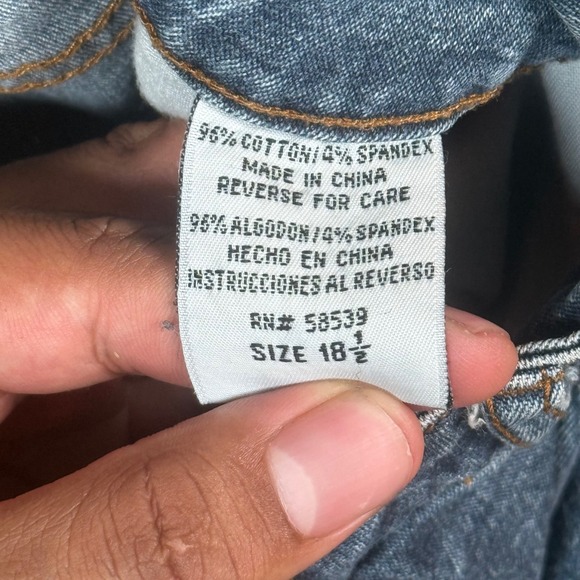 96% COTTON/4% SPANDEX
MADE IN CHINA
REVERSE FOR CARE
96% ALGODON/4% SPANDEX
HECHO EN CHINA
INSTRUCCIONES AL REVERSO
RN# 58539
SIZE 18 1/2